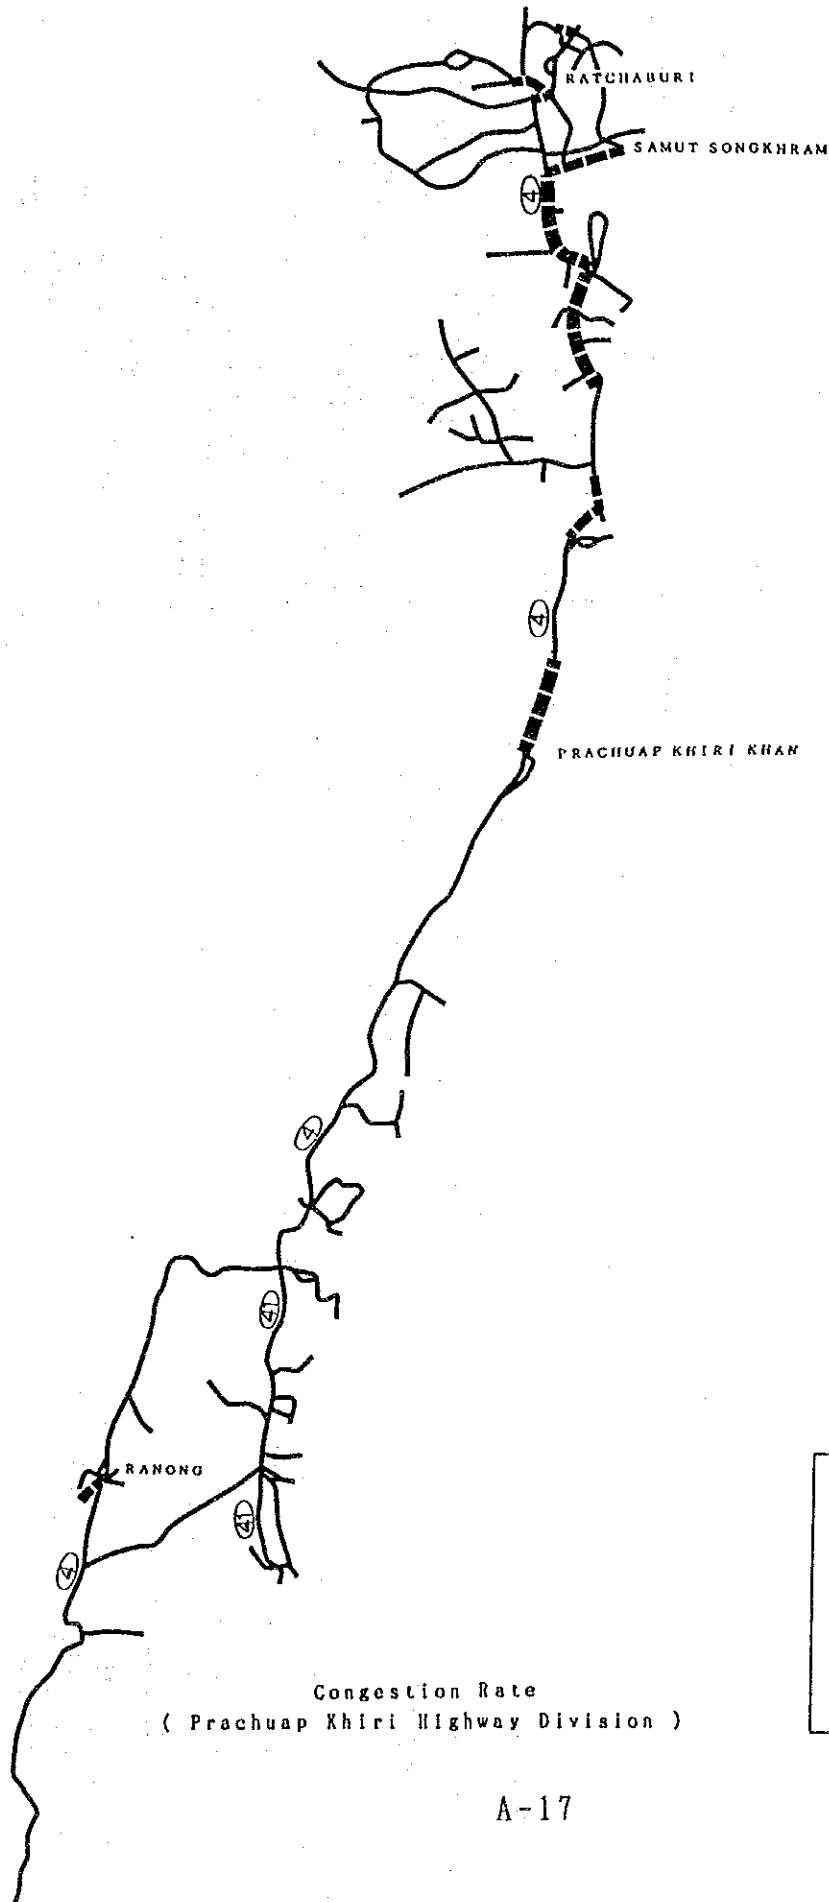 RATCHABURI
SAMUT SONGKHRAM
4
4
PRACHUAP KHIRI KHAN
4
41
RANONG
41
4
Congestion Rate
( Prachuap Khiri Highway Division )
A-17